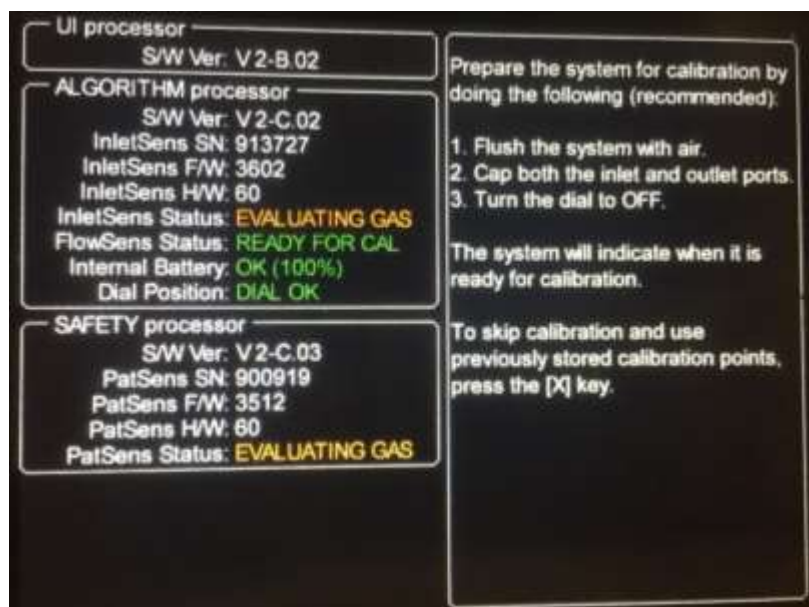 UI processor
S/W Ver: V 2-B.02
ALGORITHM processor
S/W Ver: V 2-C.02
InletSens SN: 913727
InletSens F/W: 3602
InletSens H/W: 60
InletSens Status: EVALUATING GAS
FlowSens Status: READY FOR CAL
Internal Battery: OK (100%)
Dial Position: DIAL OK
SAFETY processor
S/W Ver: V 2-C.03
PatSens SN: 900919
PatSens F/W: 3512
PatSens H/W: 60
PatSens Status: EVALUATING GAS
Prepare the system for calibration by
doing the following (recommended):
1. Flush the system with air.
2. Cap both the inlet and outlet ports.
3. Turn the dial to OFF.
The system will indicate when it is
ready for calibration.
To skip calibration and use
previously stored calibration points,
press the [X] key.